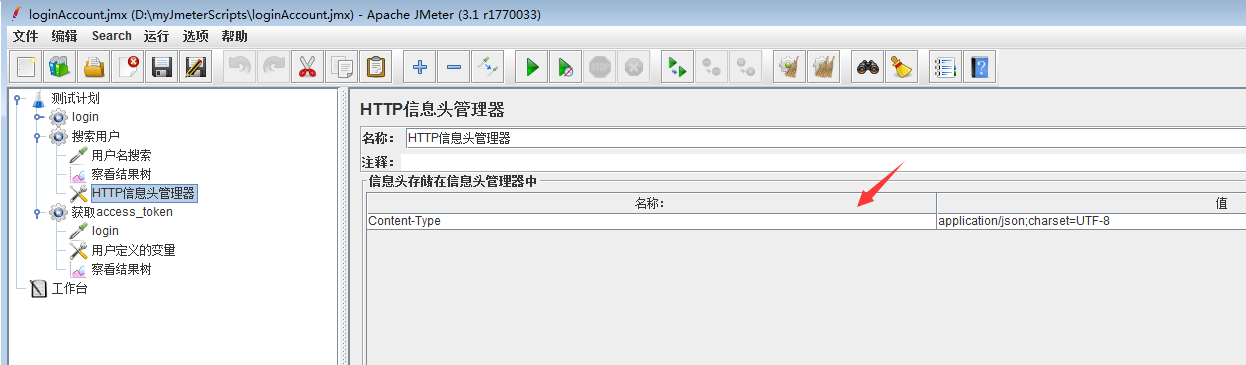 loginAccount.jmx (D:\myJmeterScripts\loginAccount.jmx) - Apache JMeter (3.1 r1770033)
文件 编辑 Search 运行 选项 帮助
测试计划
login
搜索用户
用户名搜索
察看结果树
HTTP信息头管理器
获取access_token
login
用户定义的变量
察看结果树
工作台
HTTP信息头管理器
名称: HTTP信息头管理器
注释:
信息头存储在信息头管理器中
名称: 值
Content-Type application/json;charset=UTF-8